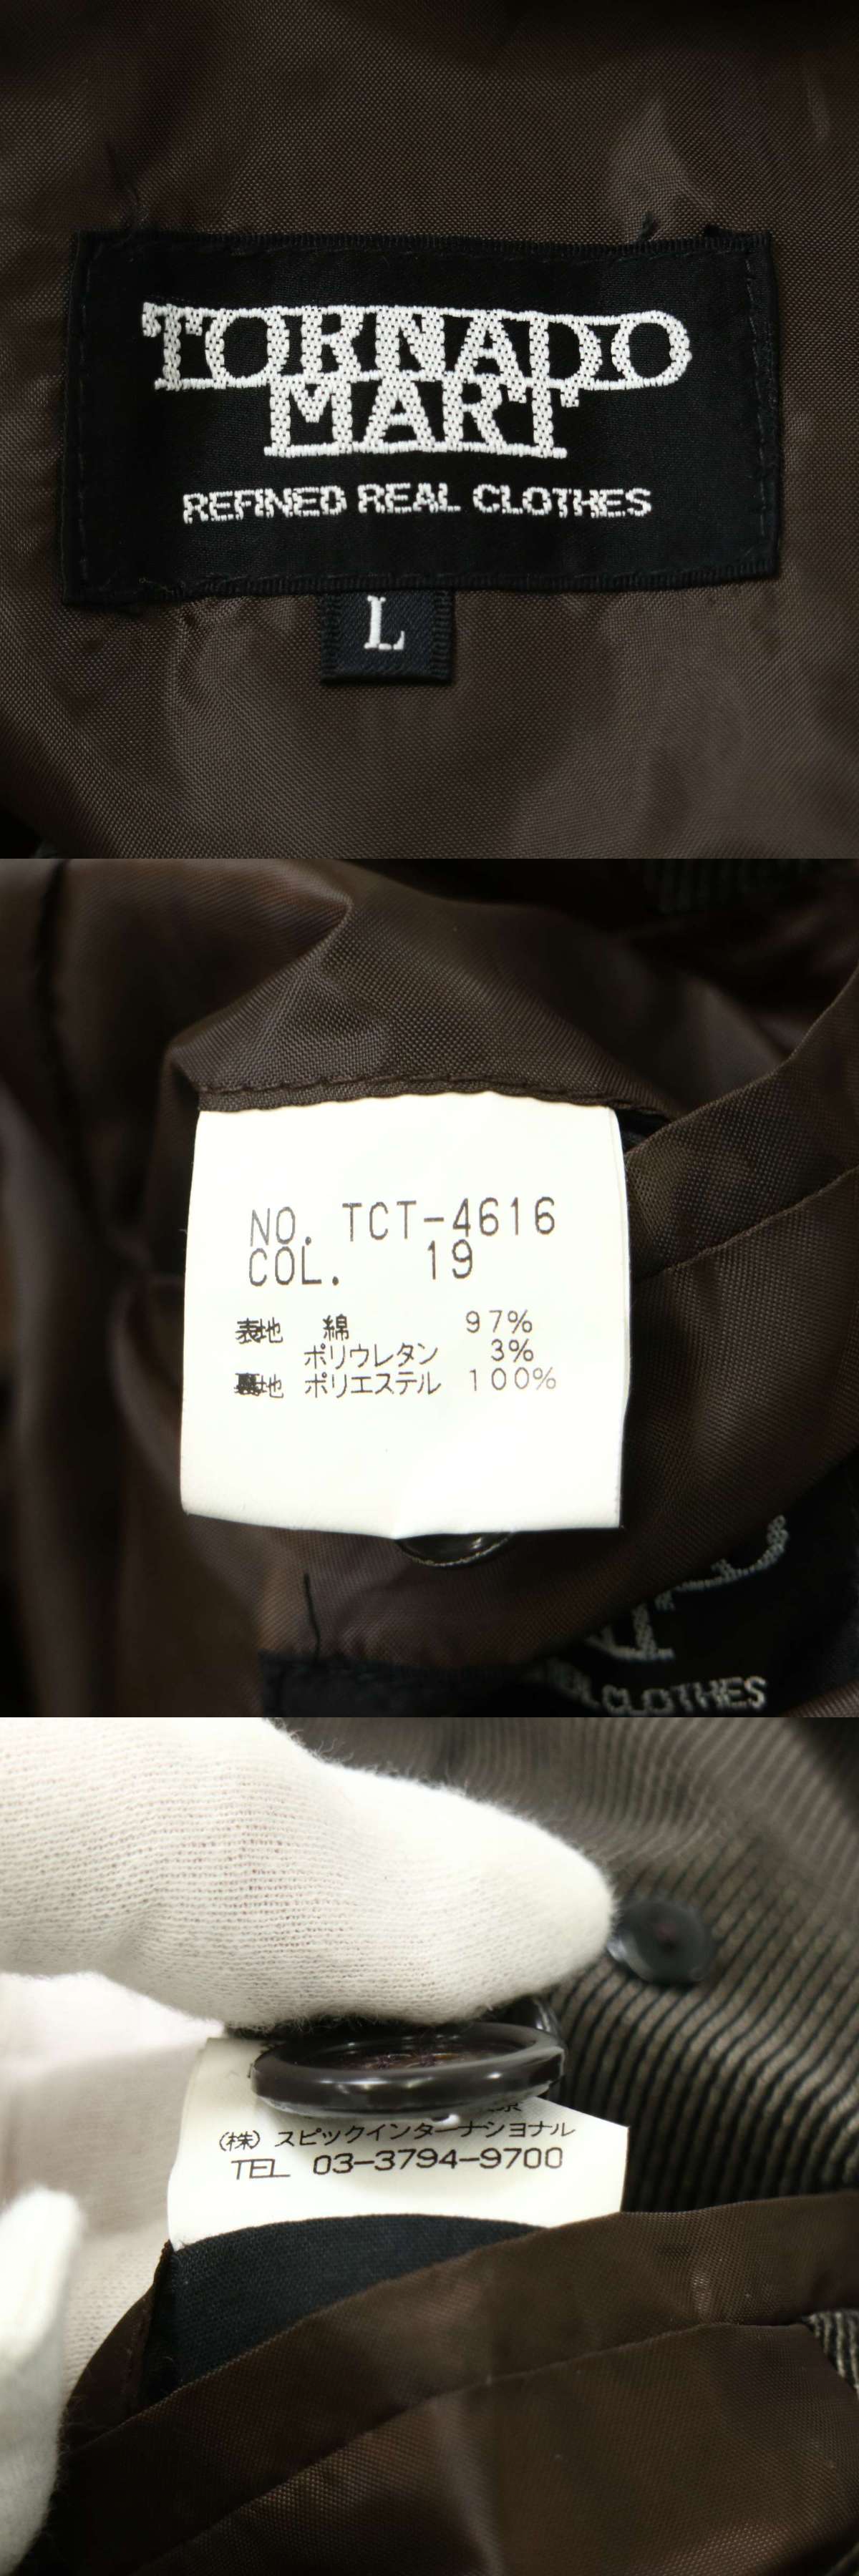 TORNADO
MART
REFINED REAL CLOTHES
L
NO. TCT-4616
COL. 19
表地 綿 97%
ポリウレタン 3%
裏地 ポリエステル 100%
CLOTHES
(株) スピックインターナショナル
TEL 03-3794-9700